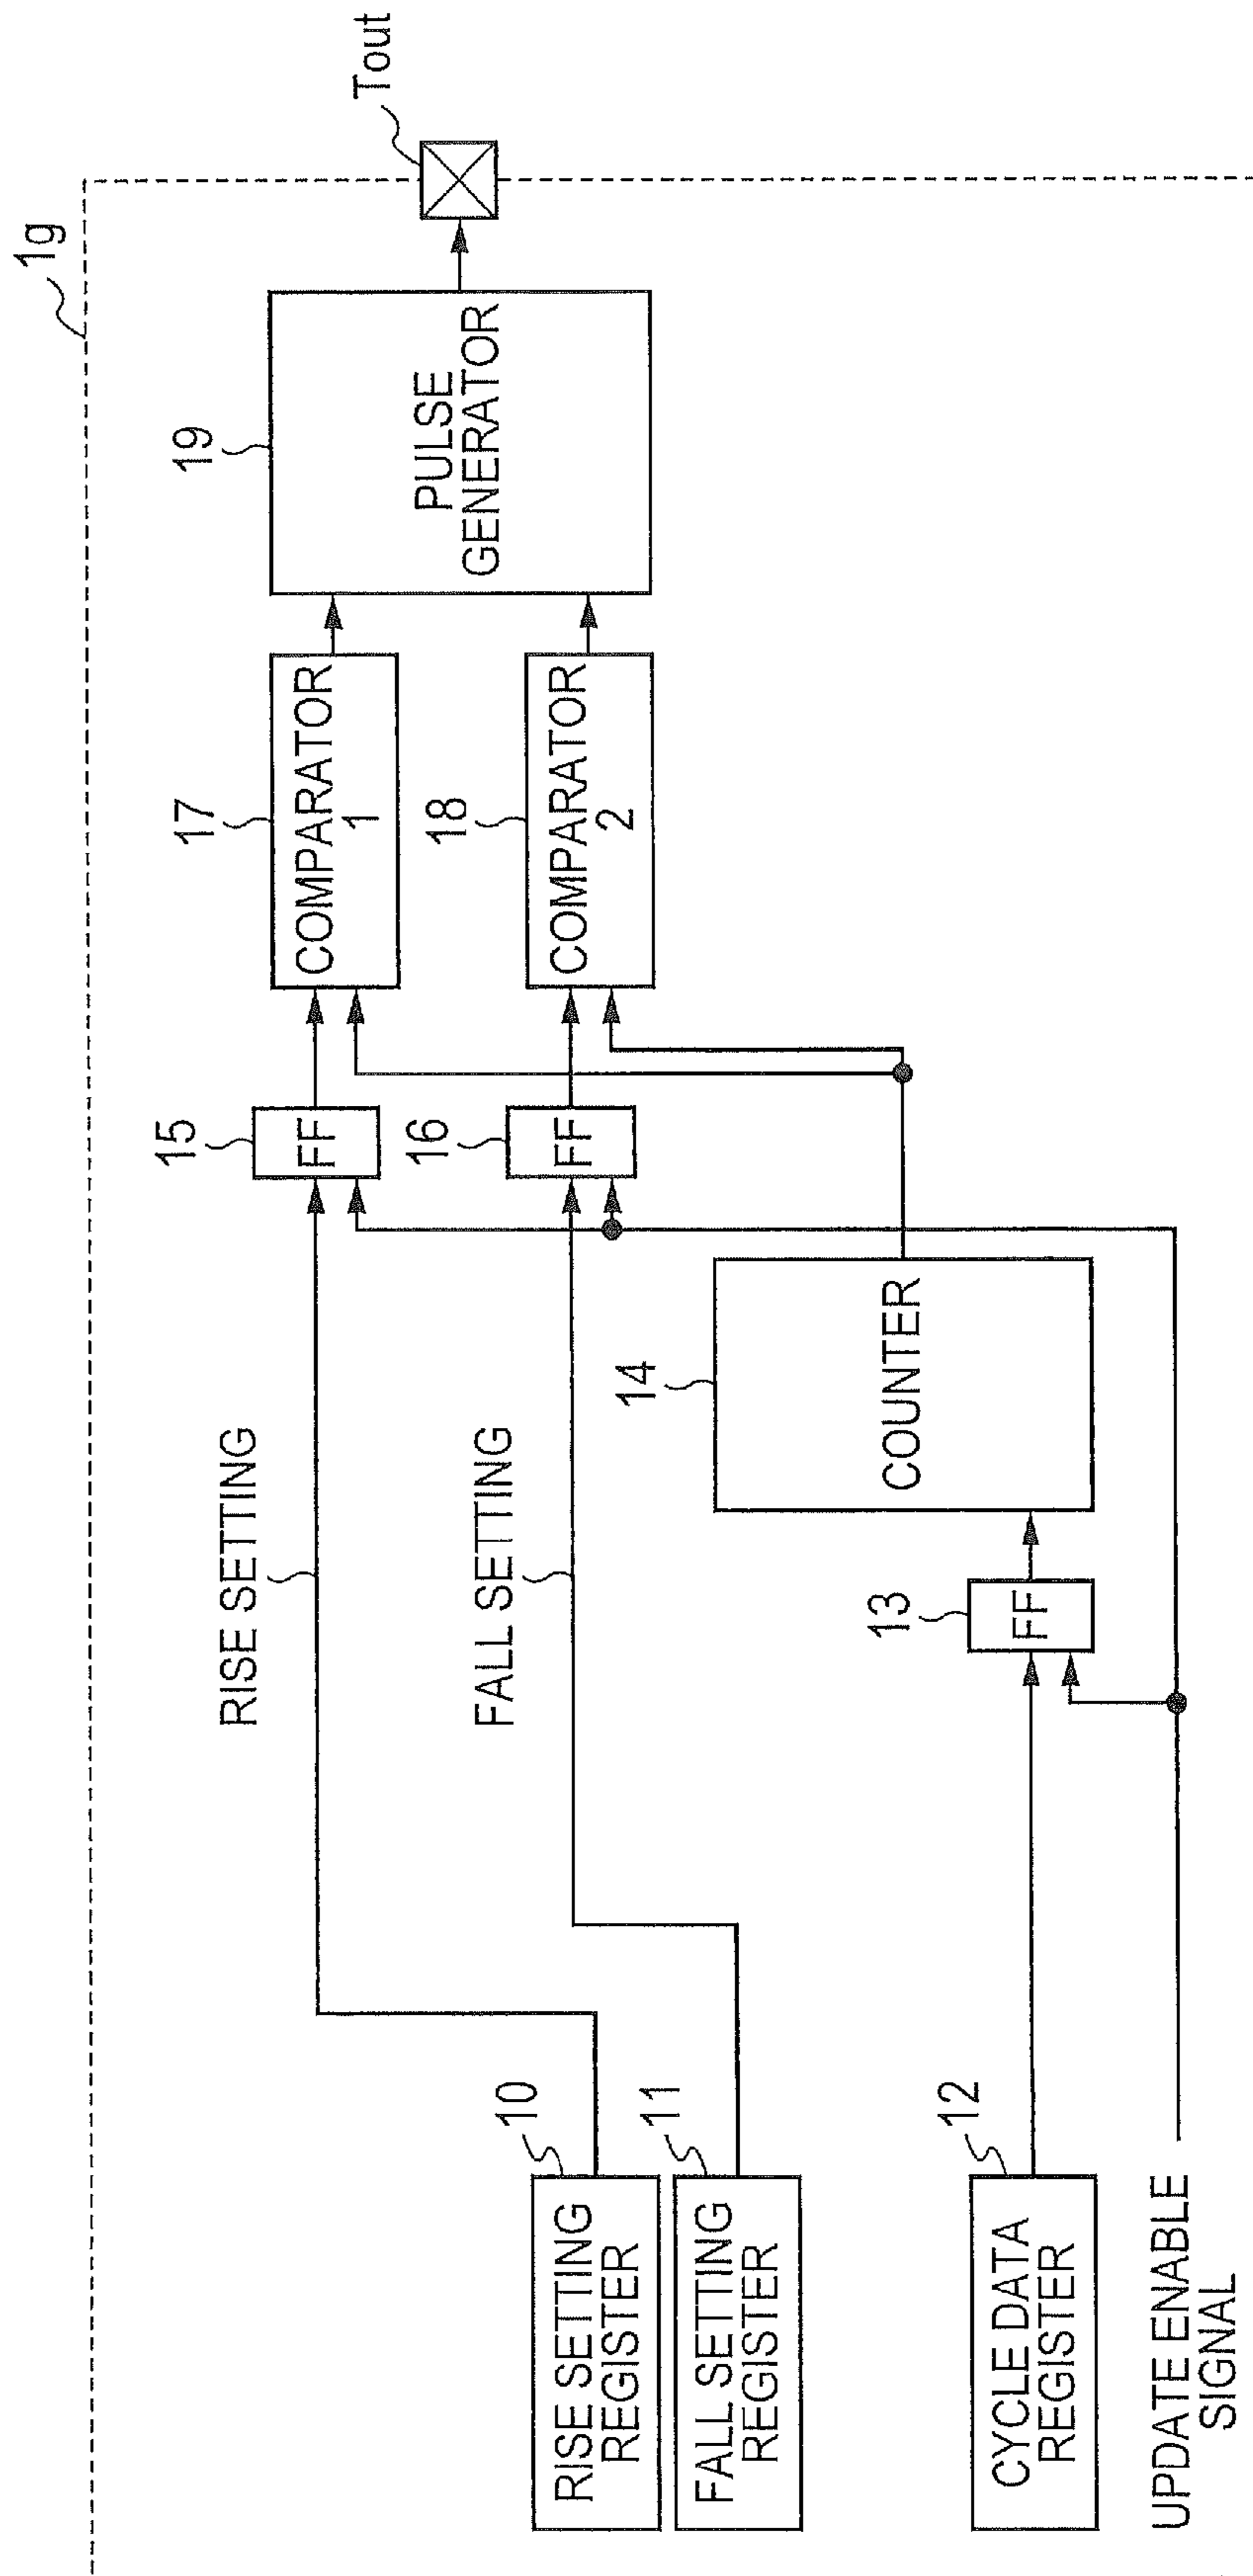 1g
Tout
19
PULSE
GENERATOR
17
COMPARATOR
1
18
COMPARATOR
2
15
FF
16
FF
RISE SETTING
FALL SETTING
14
COUNTER
13
FF
10
RISE SETTING
REGISTER
11
FALL SETTING
REGISTER
12
CYCLE DATA
REGISTER
UPDATE ENABLE
SIGNAL